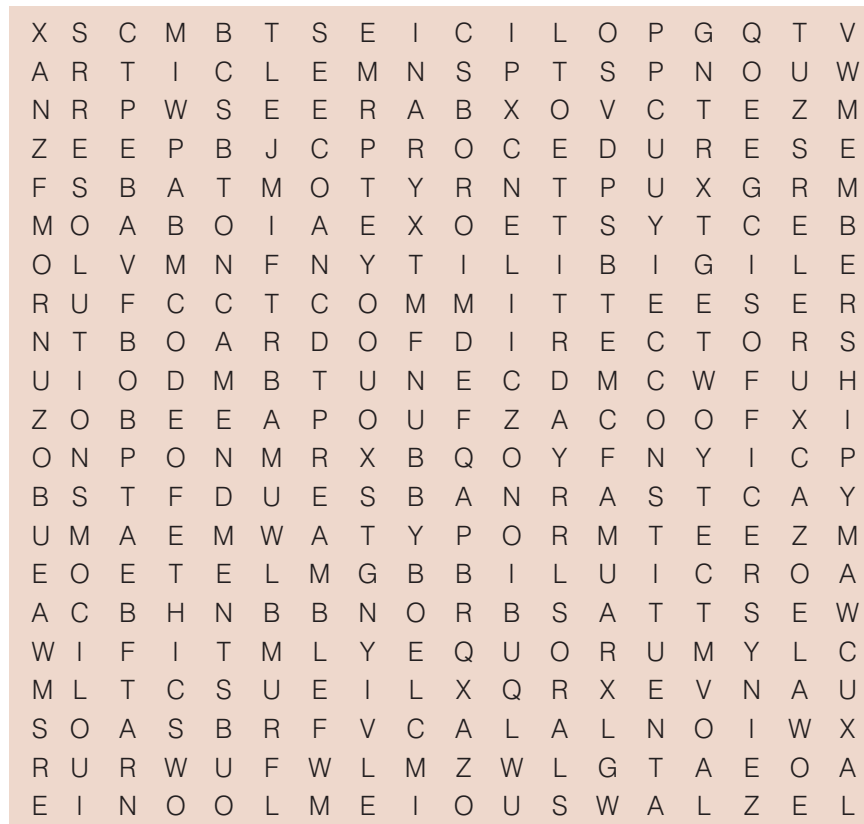 X S C M B T S E I C I L O P G Q T V
A R T I C L E M N S P T S P N O U W
N R P W S E E R A B X O V C T E Z M
Z E E P B J C P R O C E D U R E S E
F S B A T M O T Y R N T P U X G R M
M O A B O I A E X O E T S Y T C E B
O L V M N F N Y T I L I B I G I L E
R U F C C T C O M M I T T E E S E R
N T B O A R D O F D I R E C T O R S
U I O D M B T U N E C D M C W F U H
Z O B E E A P O U F Z A C O O F X I
O N P O N M R X B Q O Y F N Y I C P
B S T F D U E S B A N R A S T C A Y
U M A E M W A T Y P O R M T E E Z M
E O E T E L M G B B I L U I C R O A
A C B H N B B N O R B S A T T S E W
W I F I T M L Y E Q U O R U M Y L C
M L T C S U E I L X Q R X E V N A U
S O A S B R F V C A L A L N O I W X
R U R W U F W L M Z W L G T A E O A
E I N O O L M E I O U S W A L Z E L